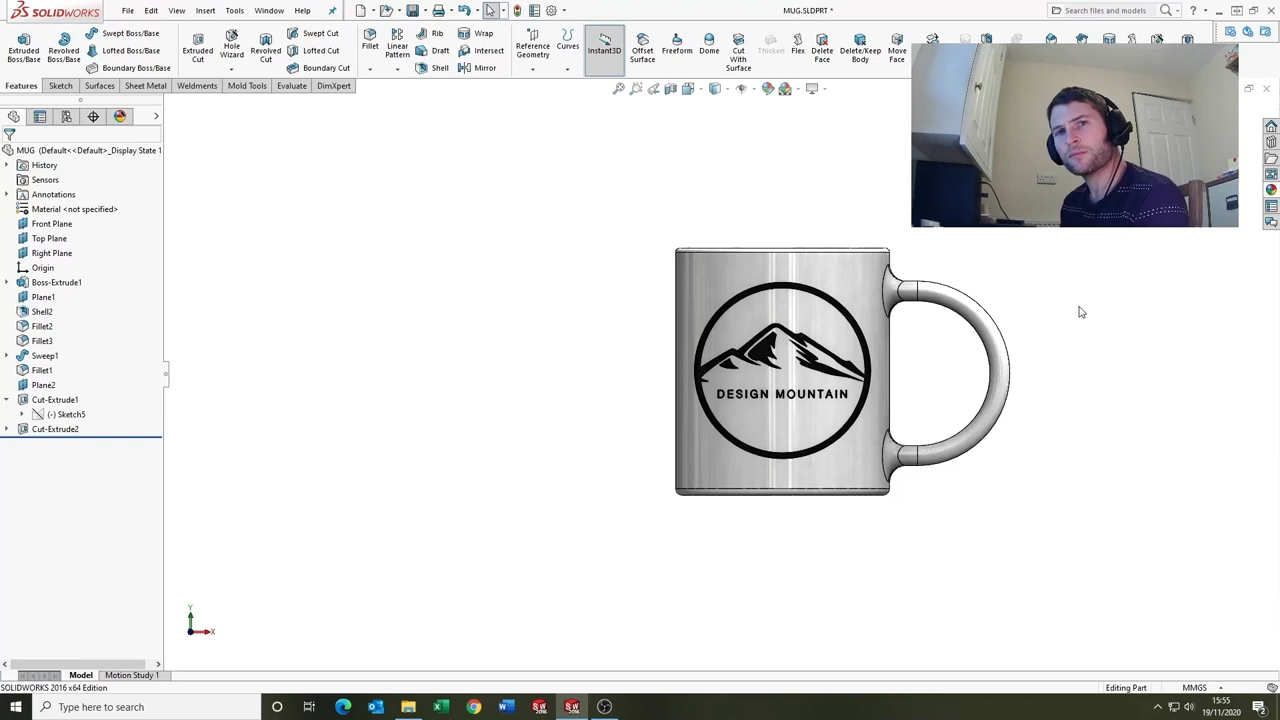 SOLIDWORKS
File Edit View Insert Tools Window Help
MUG.SLDPRT *
Search files and models
Extruded Boss/Base
Revolved Boss/Base
Swept Boss/Base
Lofted Boss/Base
Boundary Boss/Base
Extruded Cut
Hole Wizard
Revolved Cut
Swept Cut
Lofted Cut
Boundary Cut
Fillet
Linear Pattern
Rib
Draft
Shell
Wrap
Intersect
Mirror
Reference Geometry
Curves
Instant3D
Offset Surface
Freeform
Dome
Cut With Surface
Thicken
Flex
Delete Face
Delete/Keep Body
Move Face
Features Sketch Surfaces Sheet Metal Weldments Mold Tools Evaluate DimXpert
MUG (Default<<Default>_Display State 1
History
Sensors
Annotations
Material <not specified>
Front Plane
Top Plane
Right Plane
Origin
Boss-Extrude1
Plane1
Shell2
Fillet2
Fillet3
Sweep1
Fillet1
Plane2
Cut-Extrude1
(-) Sketch5
Cut-Extrude2
DESIGN MOUNTAIN
Y
X
Model Motion Study 1
SOLIDWORKS 2016 x64 Edition
Editing Part
MMGS
Type here to search
15:55
19/11/2020